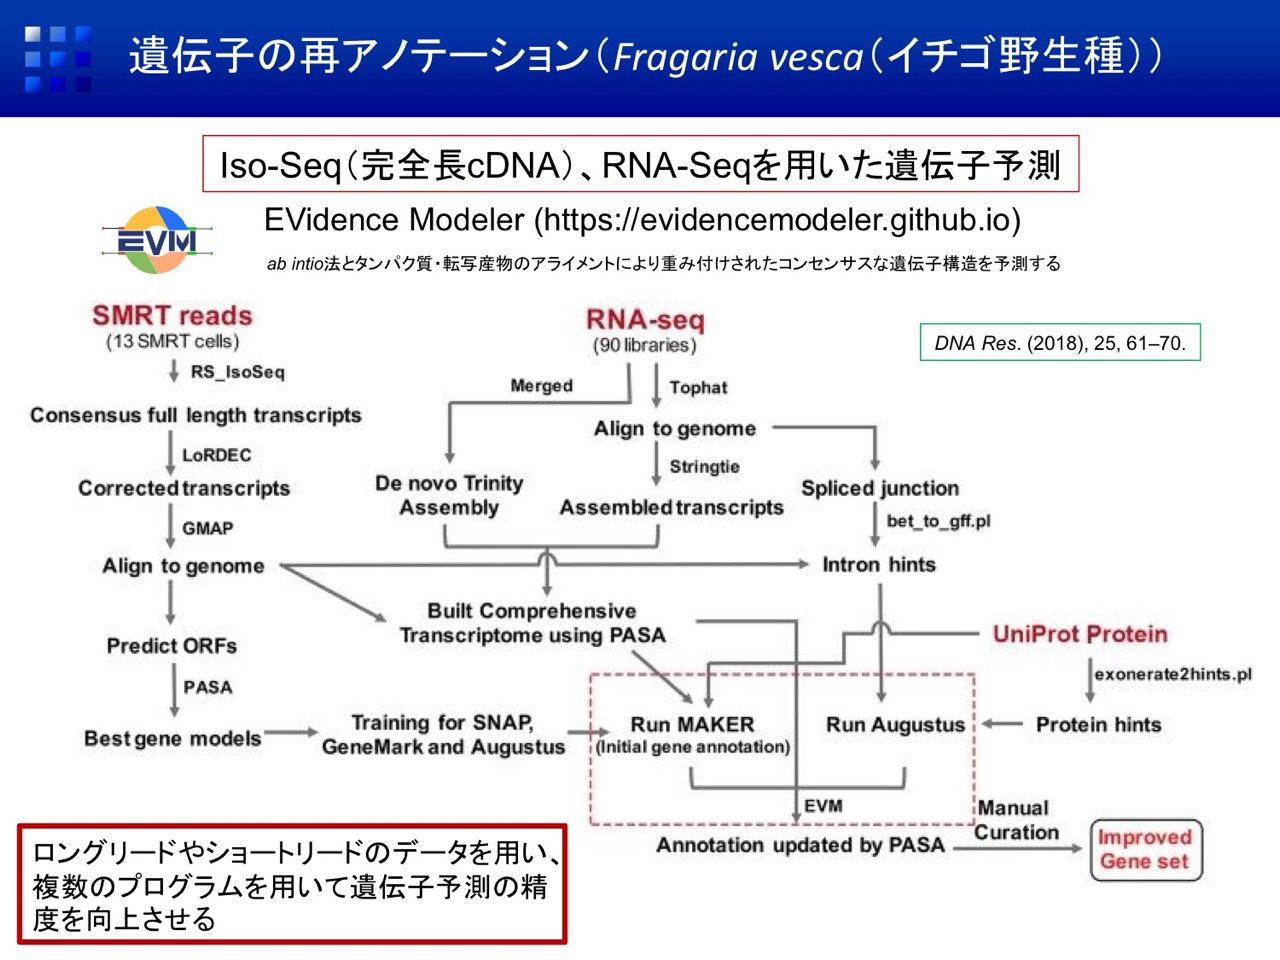 遺伝子の再アノテーション（Fragaria vesca（イチゴ野生種））
Iso-Seq（完全長cDNA）、RNA-Seqを用いた遺伝子予測
EVM
EVidence Modeler (https://evidencemodeler.github.io)
ab intio法とタンパク質・転写産物のアライメントにより重み付けされたコンセンサスな遺伝子構造を予測する
DNA Res. (2018), 25, 61–70.
SMRT reads
(13 SMRT cells)
RS_IsoSeq
Consensus full length transcripts
LoRDEC
Corrected transcripts
GMAP
Align to genome
Predict ORFs
PASA
Best gene models
Training for SNAP,
GeneMark and Augustus
RNA-seq
(90 libraries)
Merged
Tophat
Align to genome
Stringtie
De novo Trinity
Assembly
Assembled transcripts
Spliced junction
bet_to_gff.pl
Intron hints
Built Comprehensive
Transcriptome using PASA
UniProt Protein
exonerate2hints.pl
Protein hints
Run MAKER
(Initial gene annotation)
Run Augustus
EVM
Annotation updated by PASA
Manual
Curation
Improved
Gene set
ロングリードやショートリードのデータを用い、
複数のプログラムを用いて遺伝子予測の精
度を向上させる